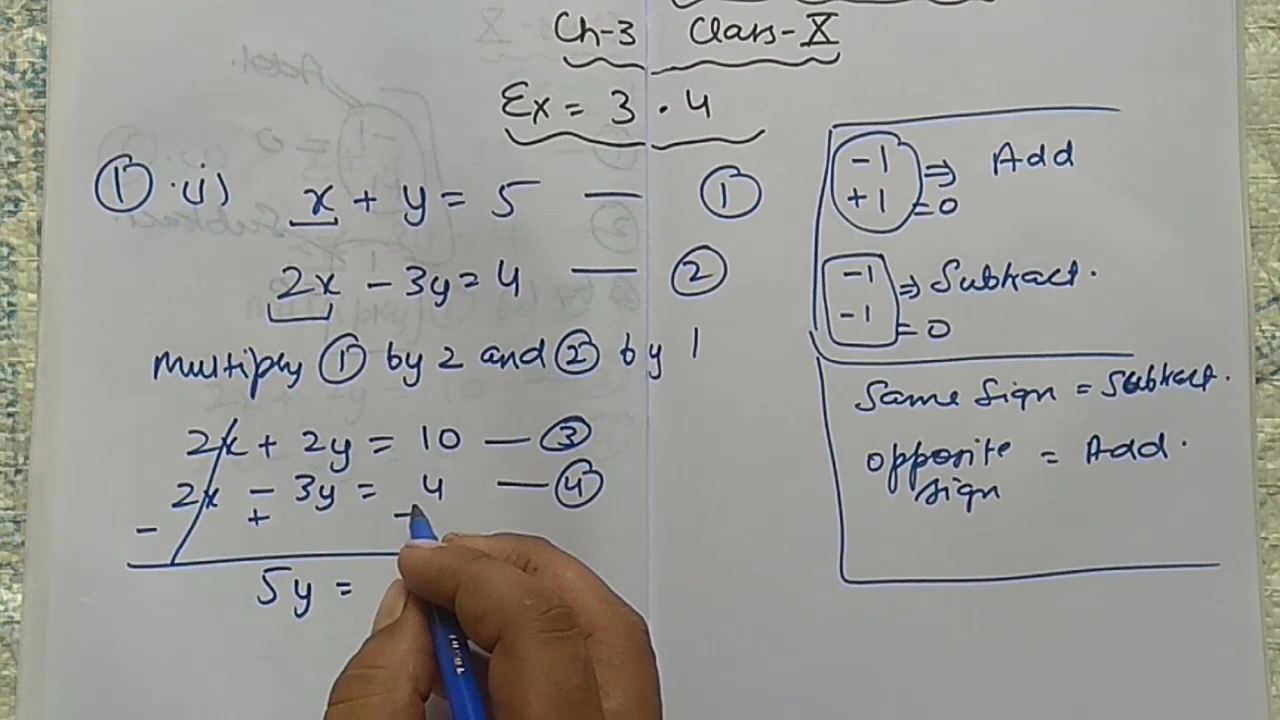 Ch-3 Class-X
Ex = 3.4
① (i) x + y = 5 — ①
2x - 3y = 4 — ②
Multiply ① by 2 and ② by 1
2x + 2y = 10 — ③
2x - 3y = 4 — ④
- + -
5y =
-1 ⇒ Add
+1 = 0
-1 ⇒ Subtract.
-1 = 0
Same Sign = Subtract.
opposite = Add.
Sign